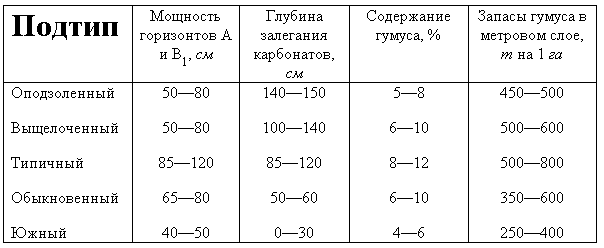 Подтип
Мощность
горизонтов А
и В1, см
Глубина
залегания
карбонатов,
см
Содержание
гумуса, %
Запасы гумуса в
метровом слое,
т на 1 га
Оподзоленный 50—80 140—150 5—8 450—500
Выщелоченный 50—80 100—140 6—10 500—600
Типичный 85—120 85—120 8—12 500—800
Обыкновенный 65—80 50—60 6—10 350—600
Южный 40—50 0—30 4—6 250—400